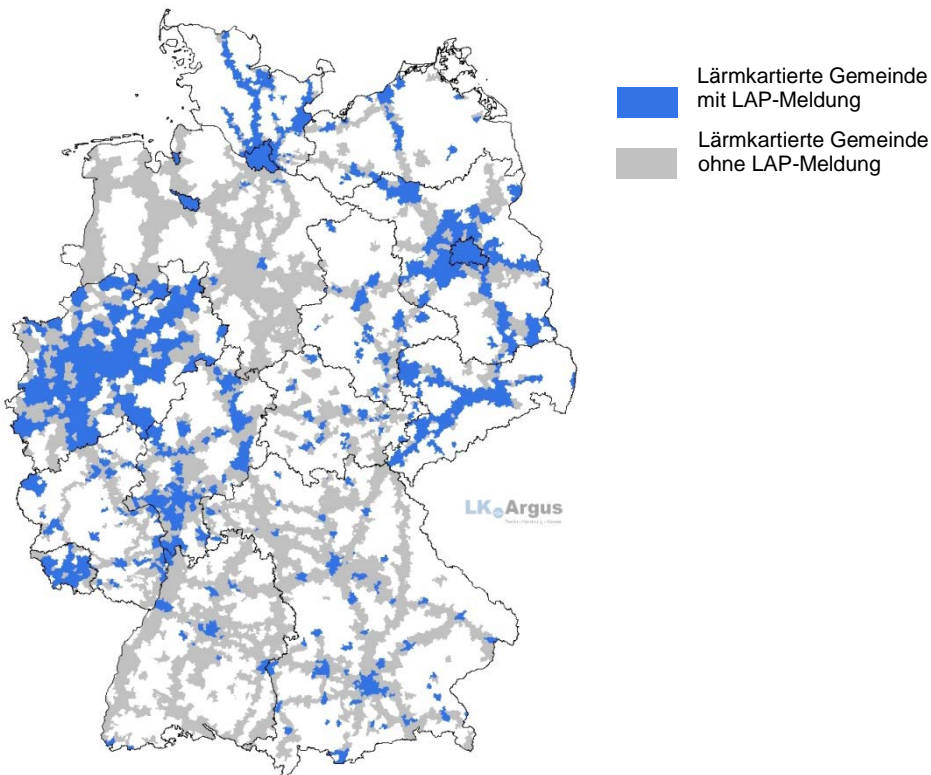 Lärmkartierte Gemeinde
mit LAP-Meldung
Lärmkartierte Gemeinde
ohne LAP-Meldung
LK Argus